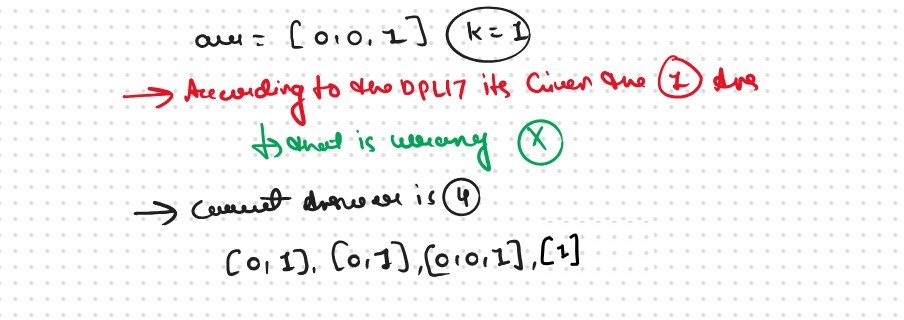 arr = [0,0,1] k=1
→ According to the DPL17 its Given the 1 Ans
↳ that is wrong X
→ Correct Answer is 4
[0,1], [0,1], [0,0,1], [1]